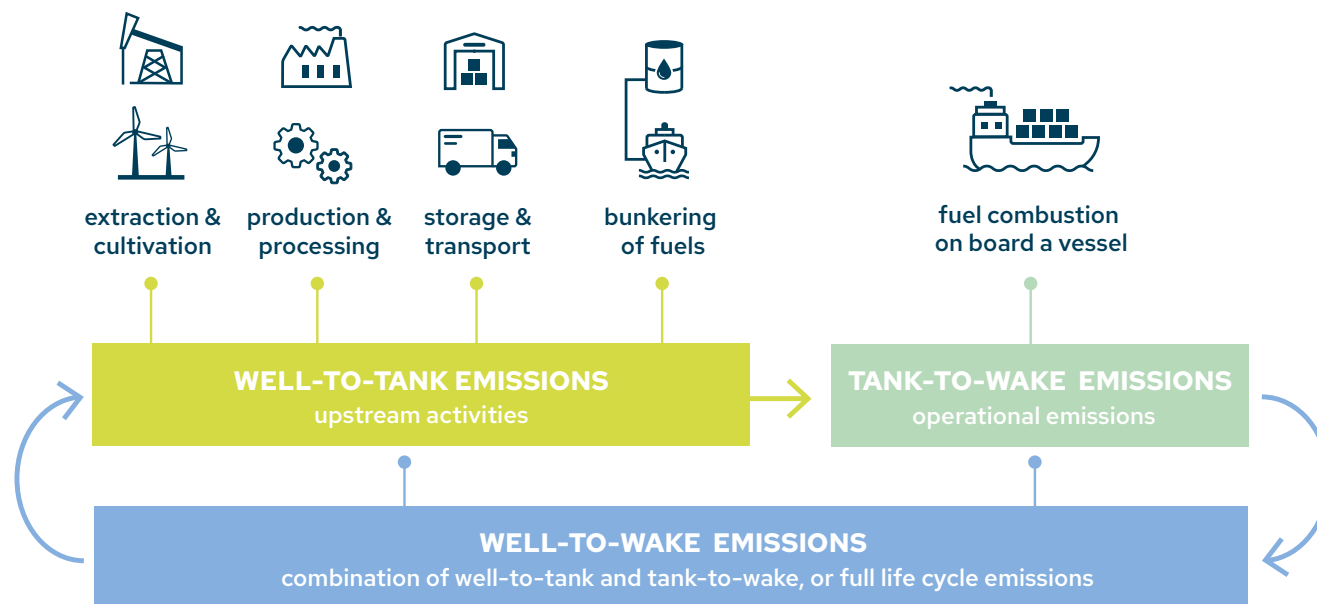 extraction &
cultivation
production &
processing
storage &
transport
bunkering
of fuels
fuel combustion
on board a vessel
WELL-TO-TANK EMISSIONS
upstream activities
TANK-TO-WAKE EMISSIONS
operational emissions
WELL-TO-WAKE EMISSIONS
combination of well-to-tank and tank-to-wake, or full life cycle emissions